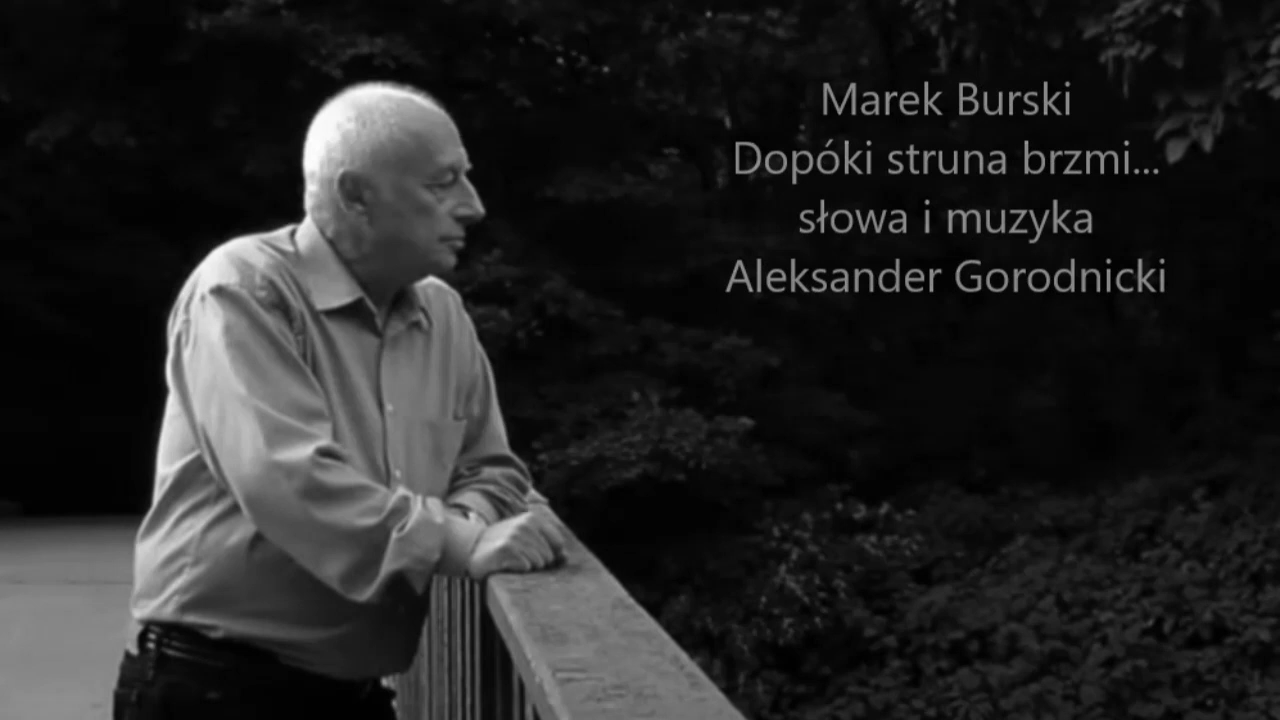 Marek Burski
Dopóki struna brzmi...
słowa i muzyka
Aleksander Gorodnicki